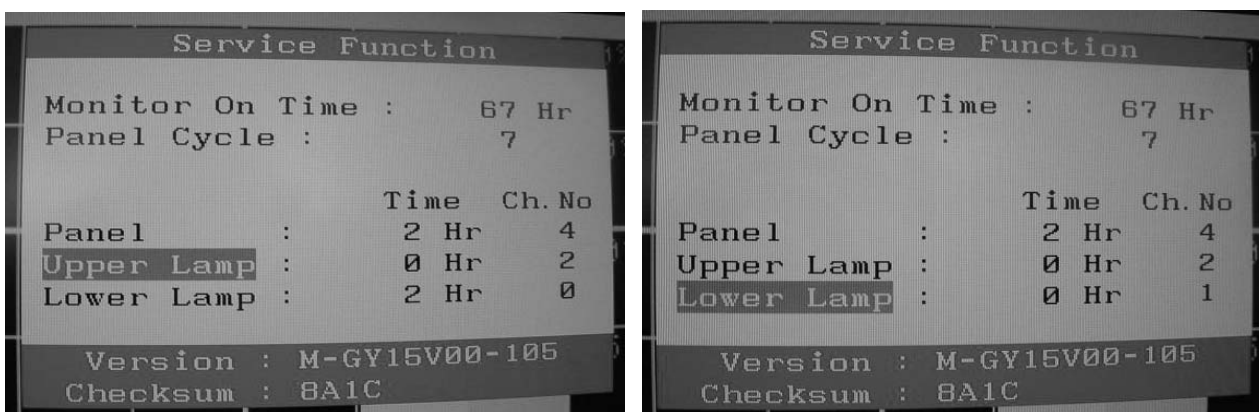 Service Function
Monitor On Time : 67 Hr
Panel Cycle : 7
Time Ch.No
Panel : 2 Hr 4
Upper Lamp : 0 Hr 2
Lower Lamp : 2 Hr 0
Version : M-GY15V00-105
Checksum : 8A1C
Service Function
Monitor On Time : 67 Hr
Panel Cycle : 7
Time Ch.No
Panel : 2 Hr 4
Upper Lamp : 0 Hr 2
Lower Lamp : 0 Hr 1
Version : M-GY15V00-105
Checksum : 8A1C